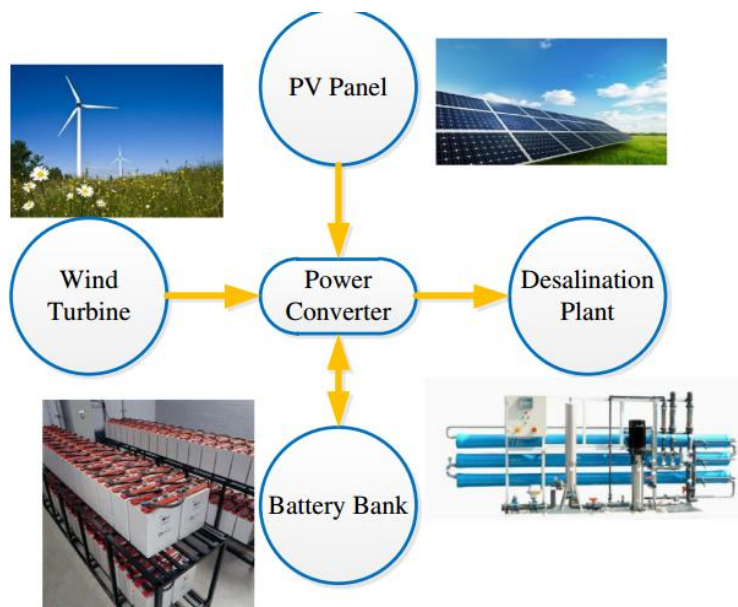 PV Panel
Wind
Turbine
Power
Converter
Desalination
Plant
Battery Bank